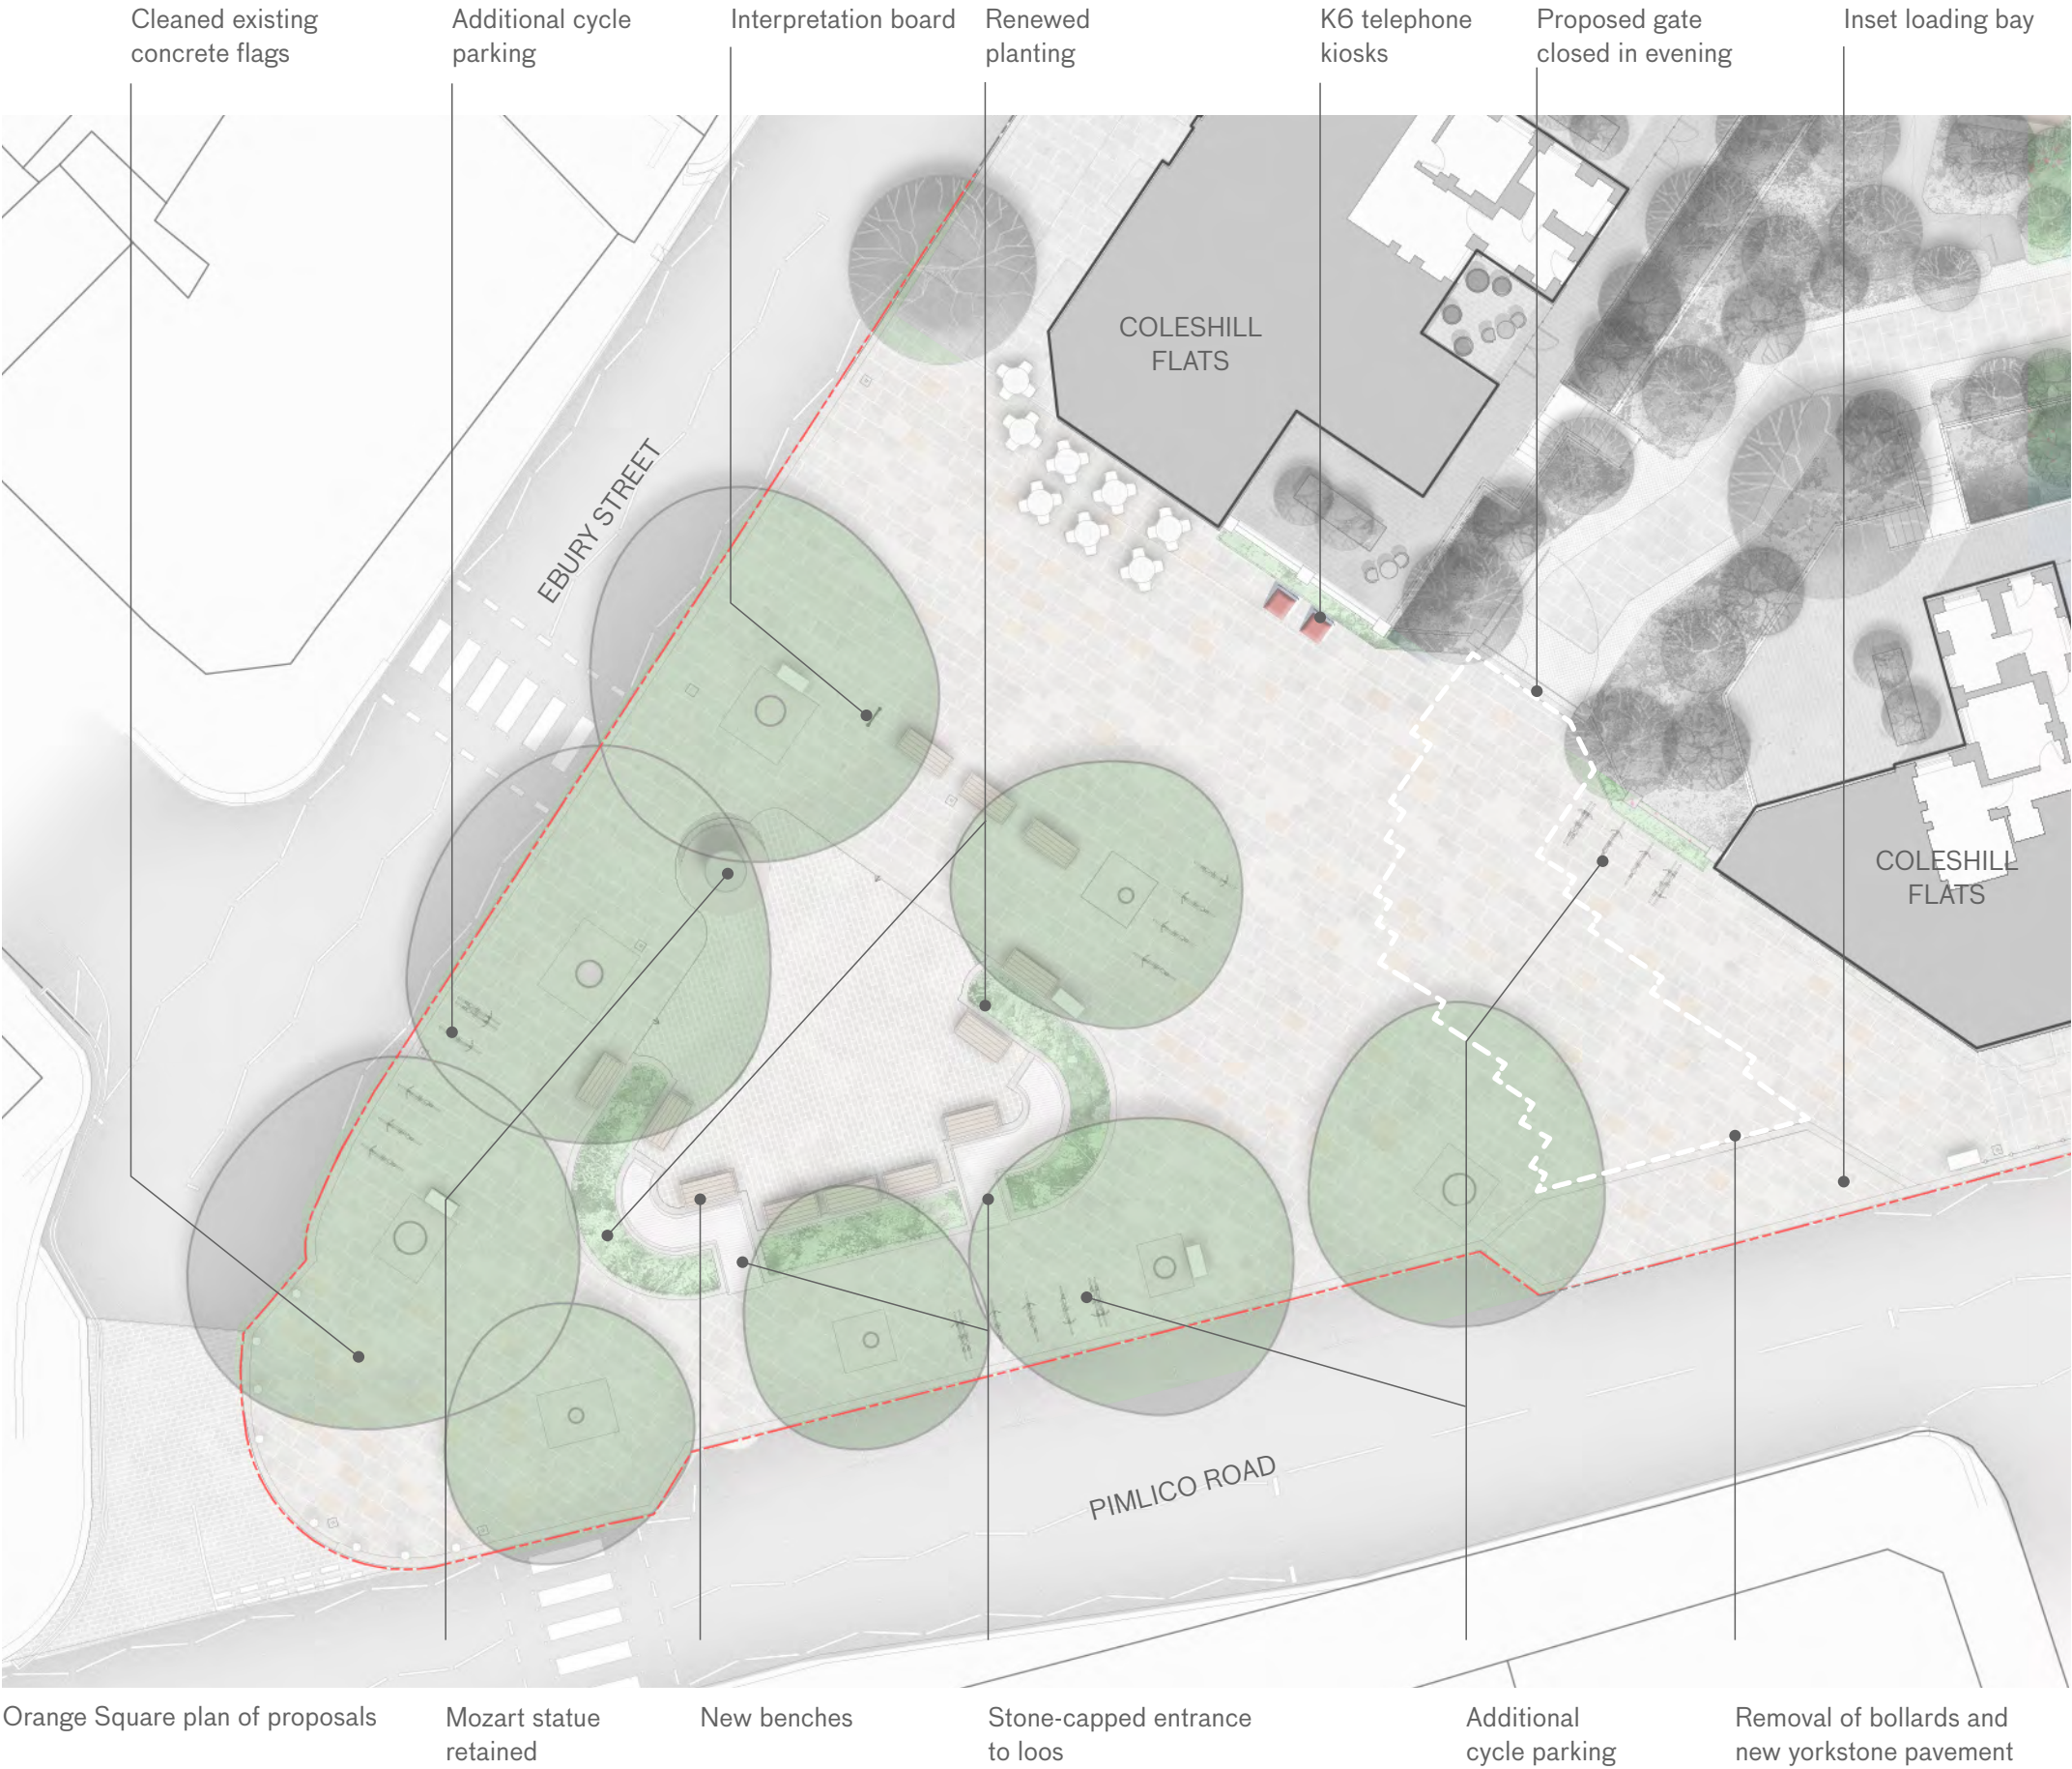 Cleaned existing
concrete flags
Additional cycle
parking
Interpretation board
Renewed
planting
K6 telephone
kiosks
Proposed gate
closed in evening
Inset loading bay
COLESHILL
FLATS
EBURY STREET
COLESHILL
FLATS
PIMLICO ROAD
Orange Square plan of proposals
Mozart statue
retained
New benches
Stone-capped entrance
to loos
Additional
cycle parking
Removal of bollards and
new yorkstone pavement